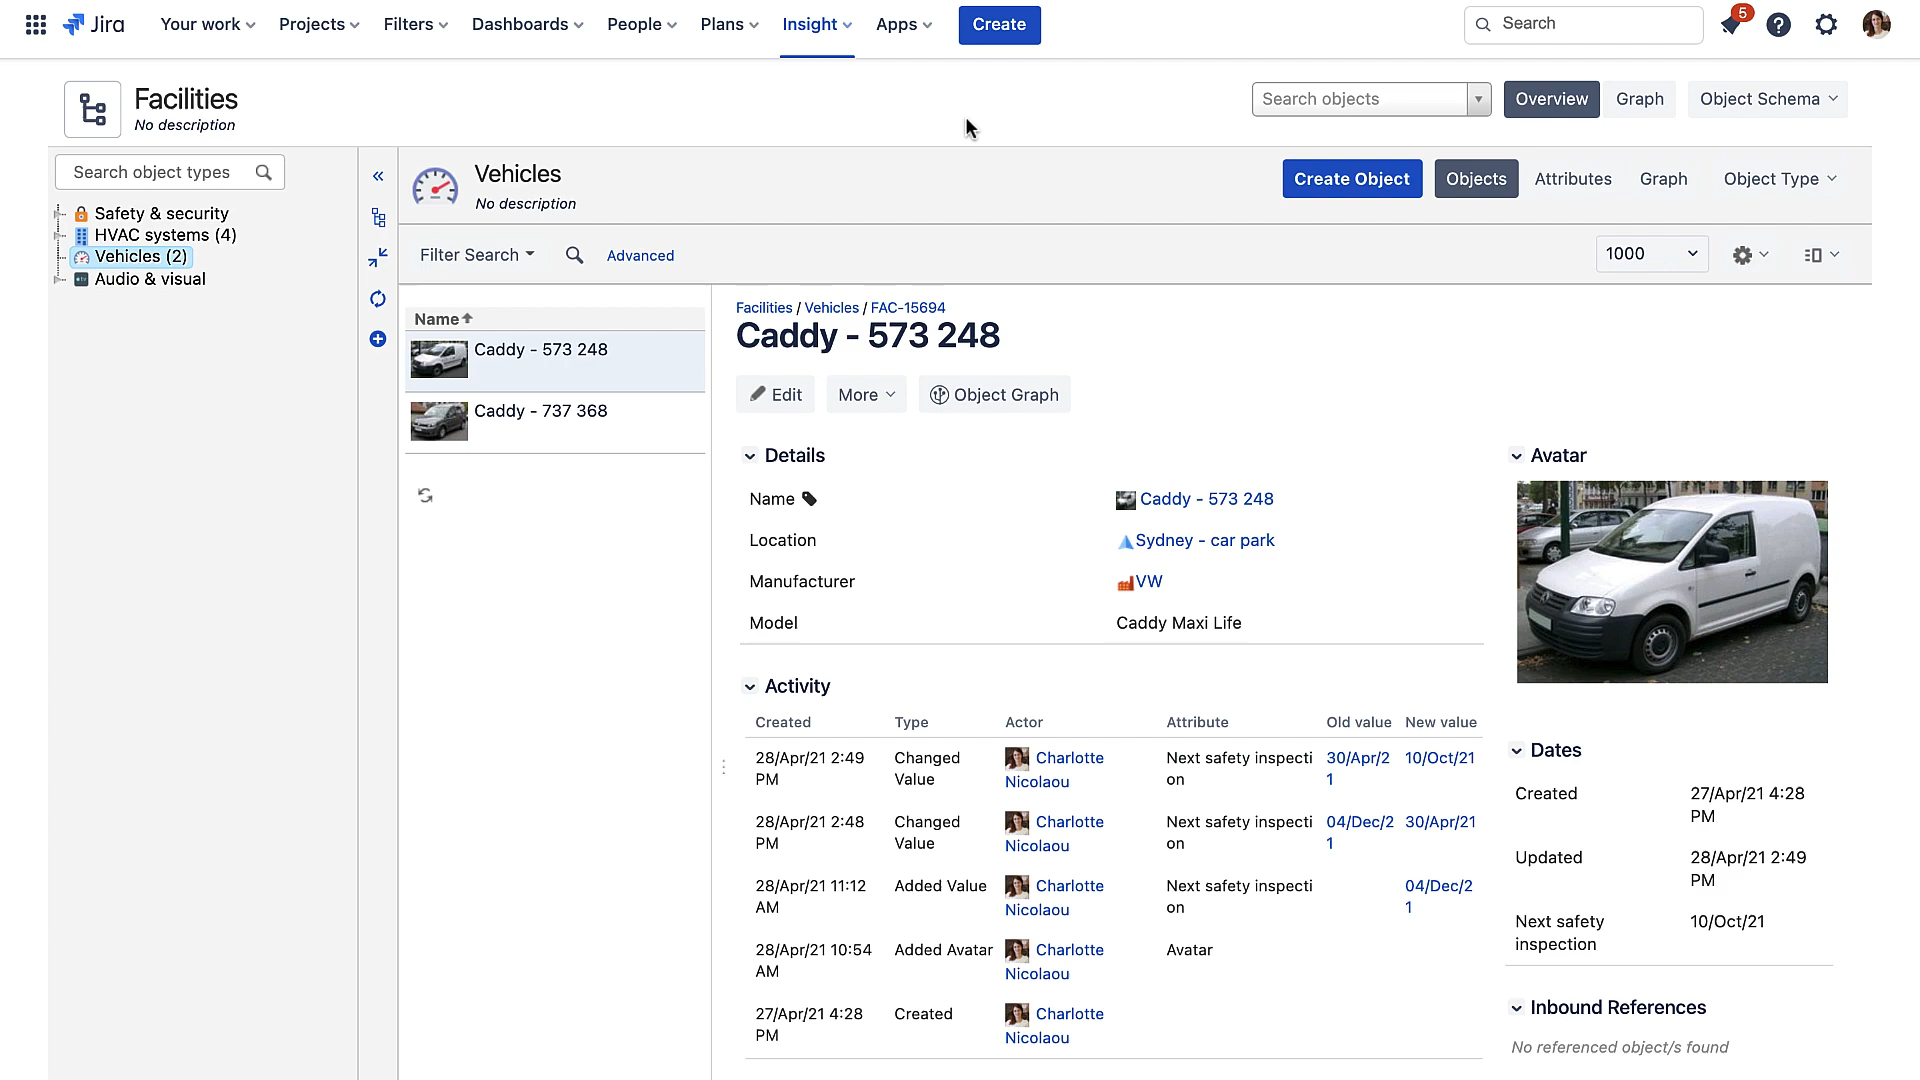 Jira
Your work
Projects
Filters
Dashboards
People
Plans
Insight
Apps
Create
Search
5
Facilities
No description
Search objects
Overview
Graph
Object Schema
Search object types
Safety & security
HVAC systems (4)
Vehicles (2)
Audio & visual
Vehicles
No description
Create Object
Objects
Attributes
Graph
Object Type
Filter Search
Advanced
1000
Name
Caddy - 573 248
Caddy - 737 368
Facilities / Vehicles / FAC-15694
Caddy - 573 248
Edit
More
Object Graph
Details
Name Caddy - 573 248
Location Sydney - car park
Manufacturer VW
Model Caddy Maxi Life
Activity
Created Type Actor Attribute Old value New value
28/Apr/21 2:49 Changed Charlotte Next safety inspecti 30/Apr/2 10/Oct/21
PM Value Nicolaou on 1
28/Apr/21 2:48 Changed Charlotte Next safety inspecti 04/Dec/2 30/Apr/21
PM Value Nicolaou on 1
28/Apr/21 11:12 Added Value Charlotte Next safety inspecti 04/Dec/2
AM Nicolaou on 1
28/Apr/21 10:54 Added Avatar Charlotte Avatar
AM Nicolaou
27/Apr/21 4:28 Created Charlotte
PM Nicolaou
Avatar
Dates
Created 27/Apr/21 4:28
PM
Updated 28/Apr/21 2:49
PM
Next safety 10/Oct/21
inspection
Inbound References
No referenced object/s found